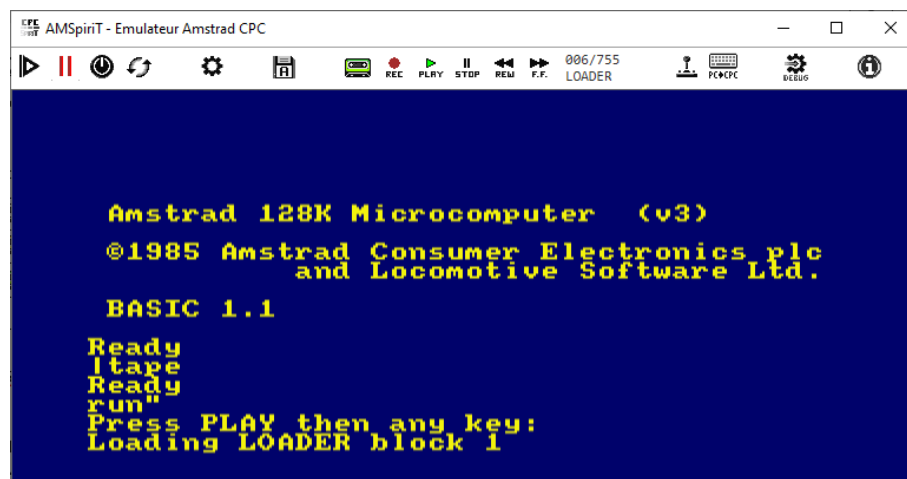 CPC
SPIRIT
AMSpiriT - Emulateur Amstrad CPC
A
REC PLAY STOP REW F.F.
006/755
LOADER
PC CPC
DEBUG
Amstrad 128K Microcomputer (v3)
©1985 Amstrad Consumer Electronics plc
and Locomotive Software Ltd.
BASIC 1.1
Ready
|tape
Ready
run"
Press PLAY then any key:
Loading LOADER block 1